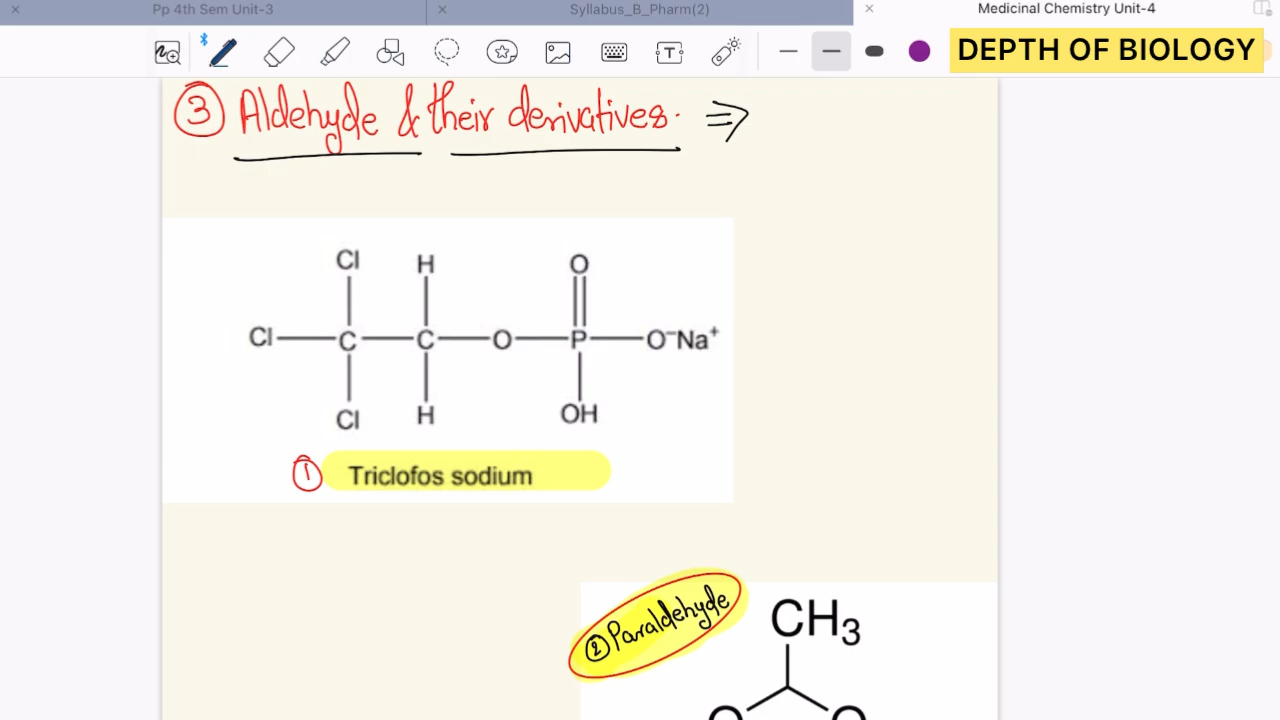 Pp 4th Sem Unit-3
Syllabus_B_Pharm(2)
Medicinal Chemistry Unit-4
DEPTH OF BIOLOGY
③ Aldehyde & their derivatives. ⇒
Cl H O
Cl C C O P O⁻Na⁺
Cl H OH
① Triclofos sodium
② Paraldehyde
CH₃
O O